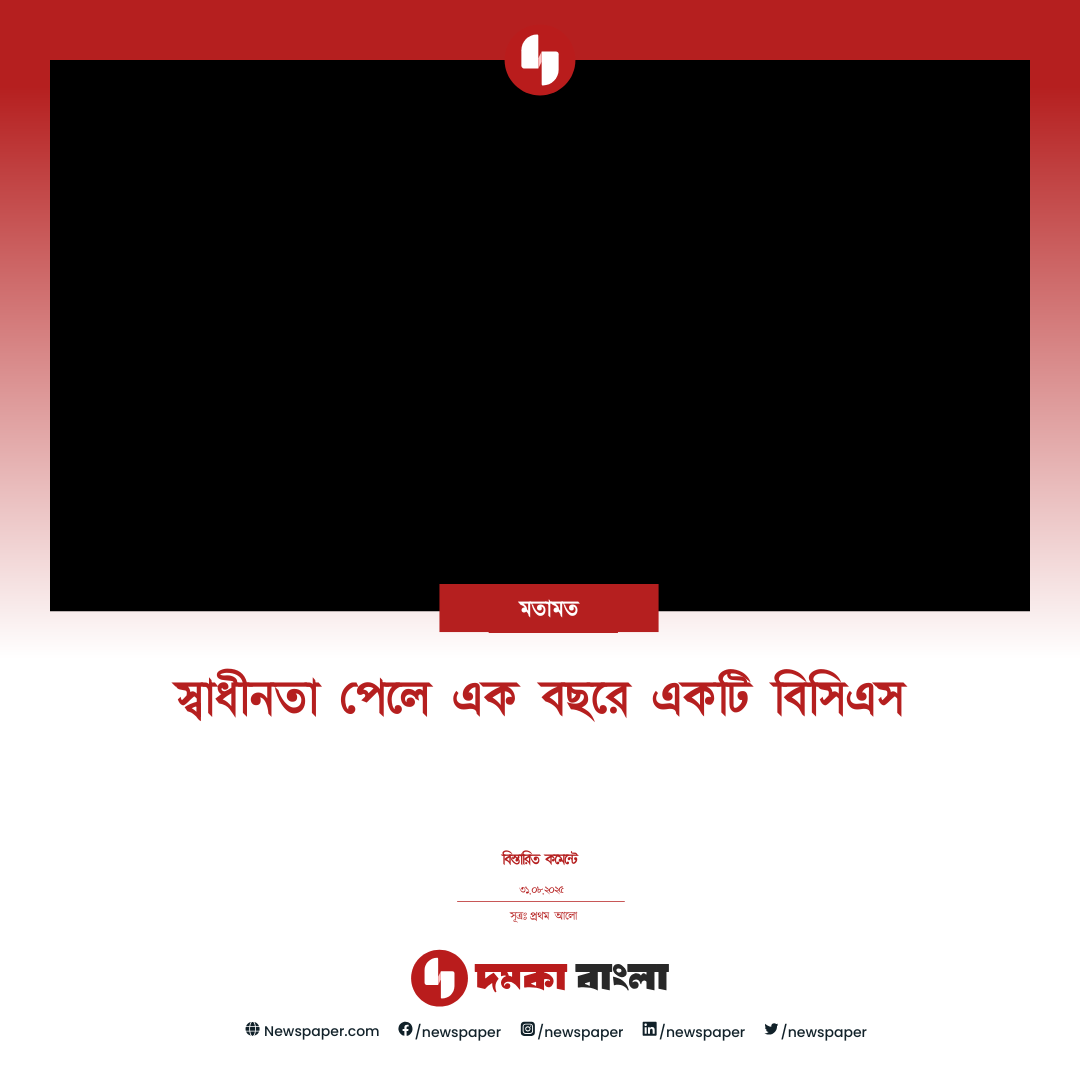 মতামত
স্বাধীনতা পেলে এক বছরে একটি বিসিএস
বিস্তারিত কমেন্টে
৩১.০৮.২০২৫
সূত্রঃ প্রথম আলো
দমকা বাংলা
Newspaper.com /newspaper /newspaper /newspaper /newspaper